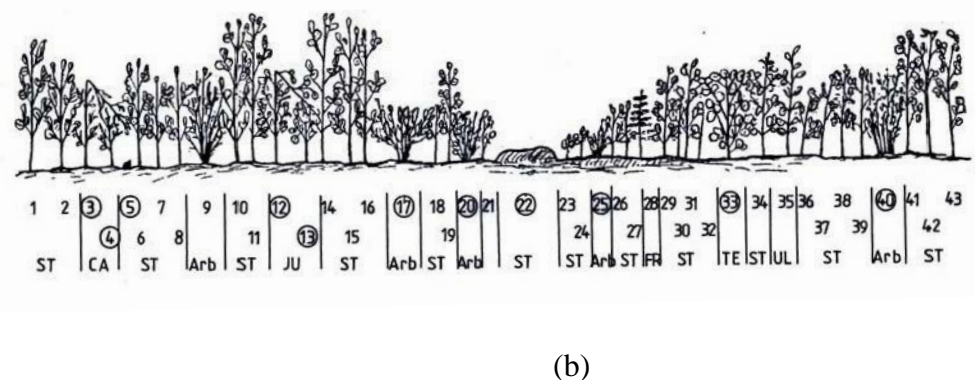 1 2 3 5 7 9 10 12 14 16 17 18 20 21 22 23 25 26 28 29 31 33 34 35 36 38 40 41 43
4 6 8 11 13 15 19 24 27 30 32 37 39 42
ST CA ST Arb ST JU ST Arb ST Arb ST ST Arb ST FR ST TE ST UL ST Arb ST
(b)